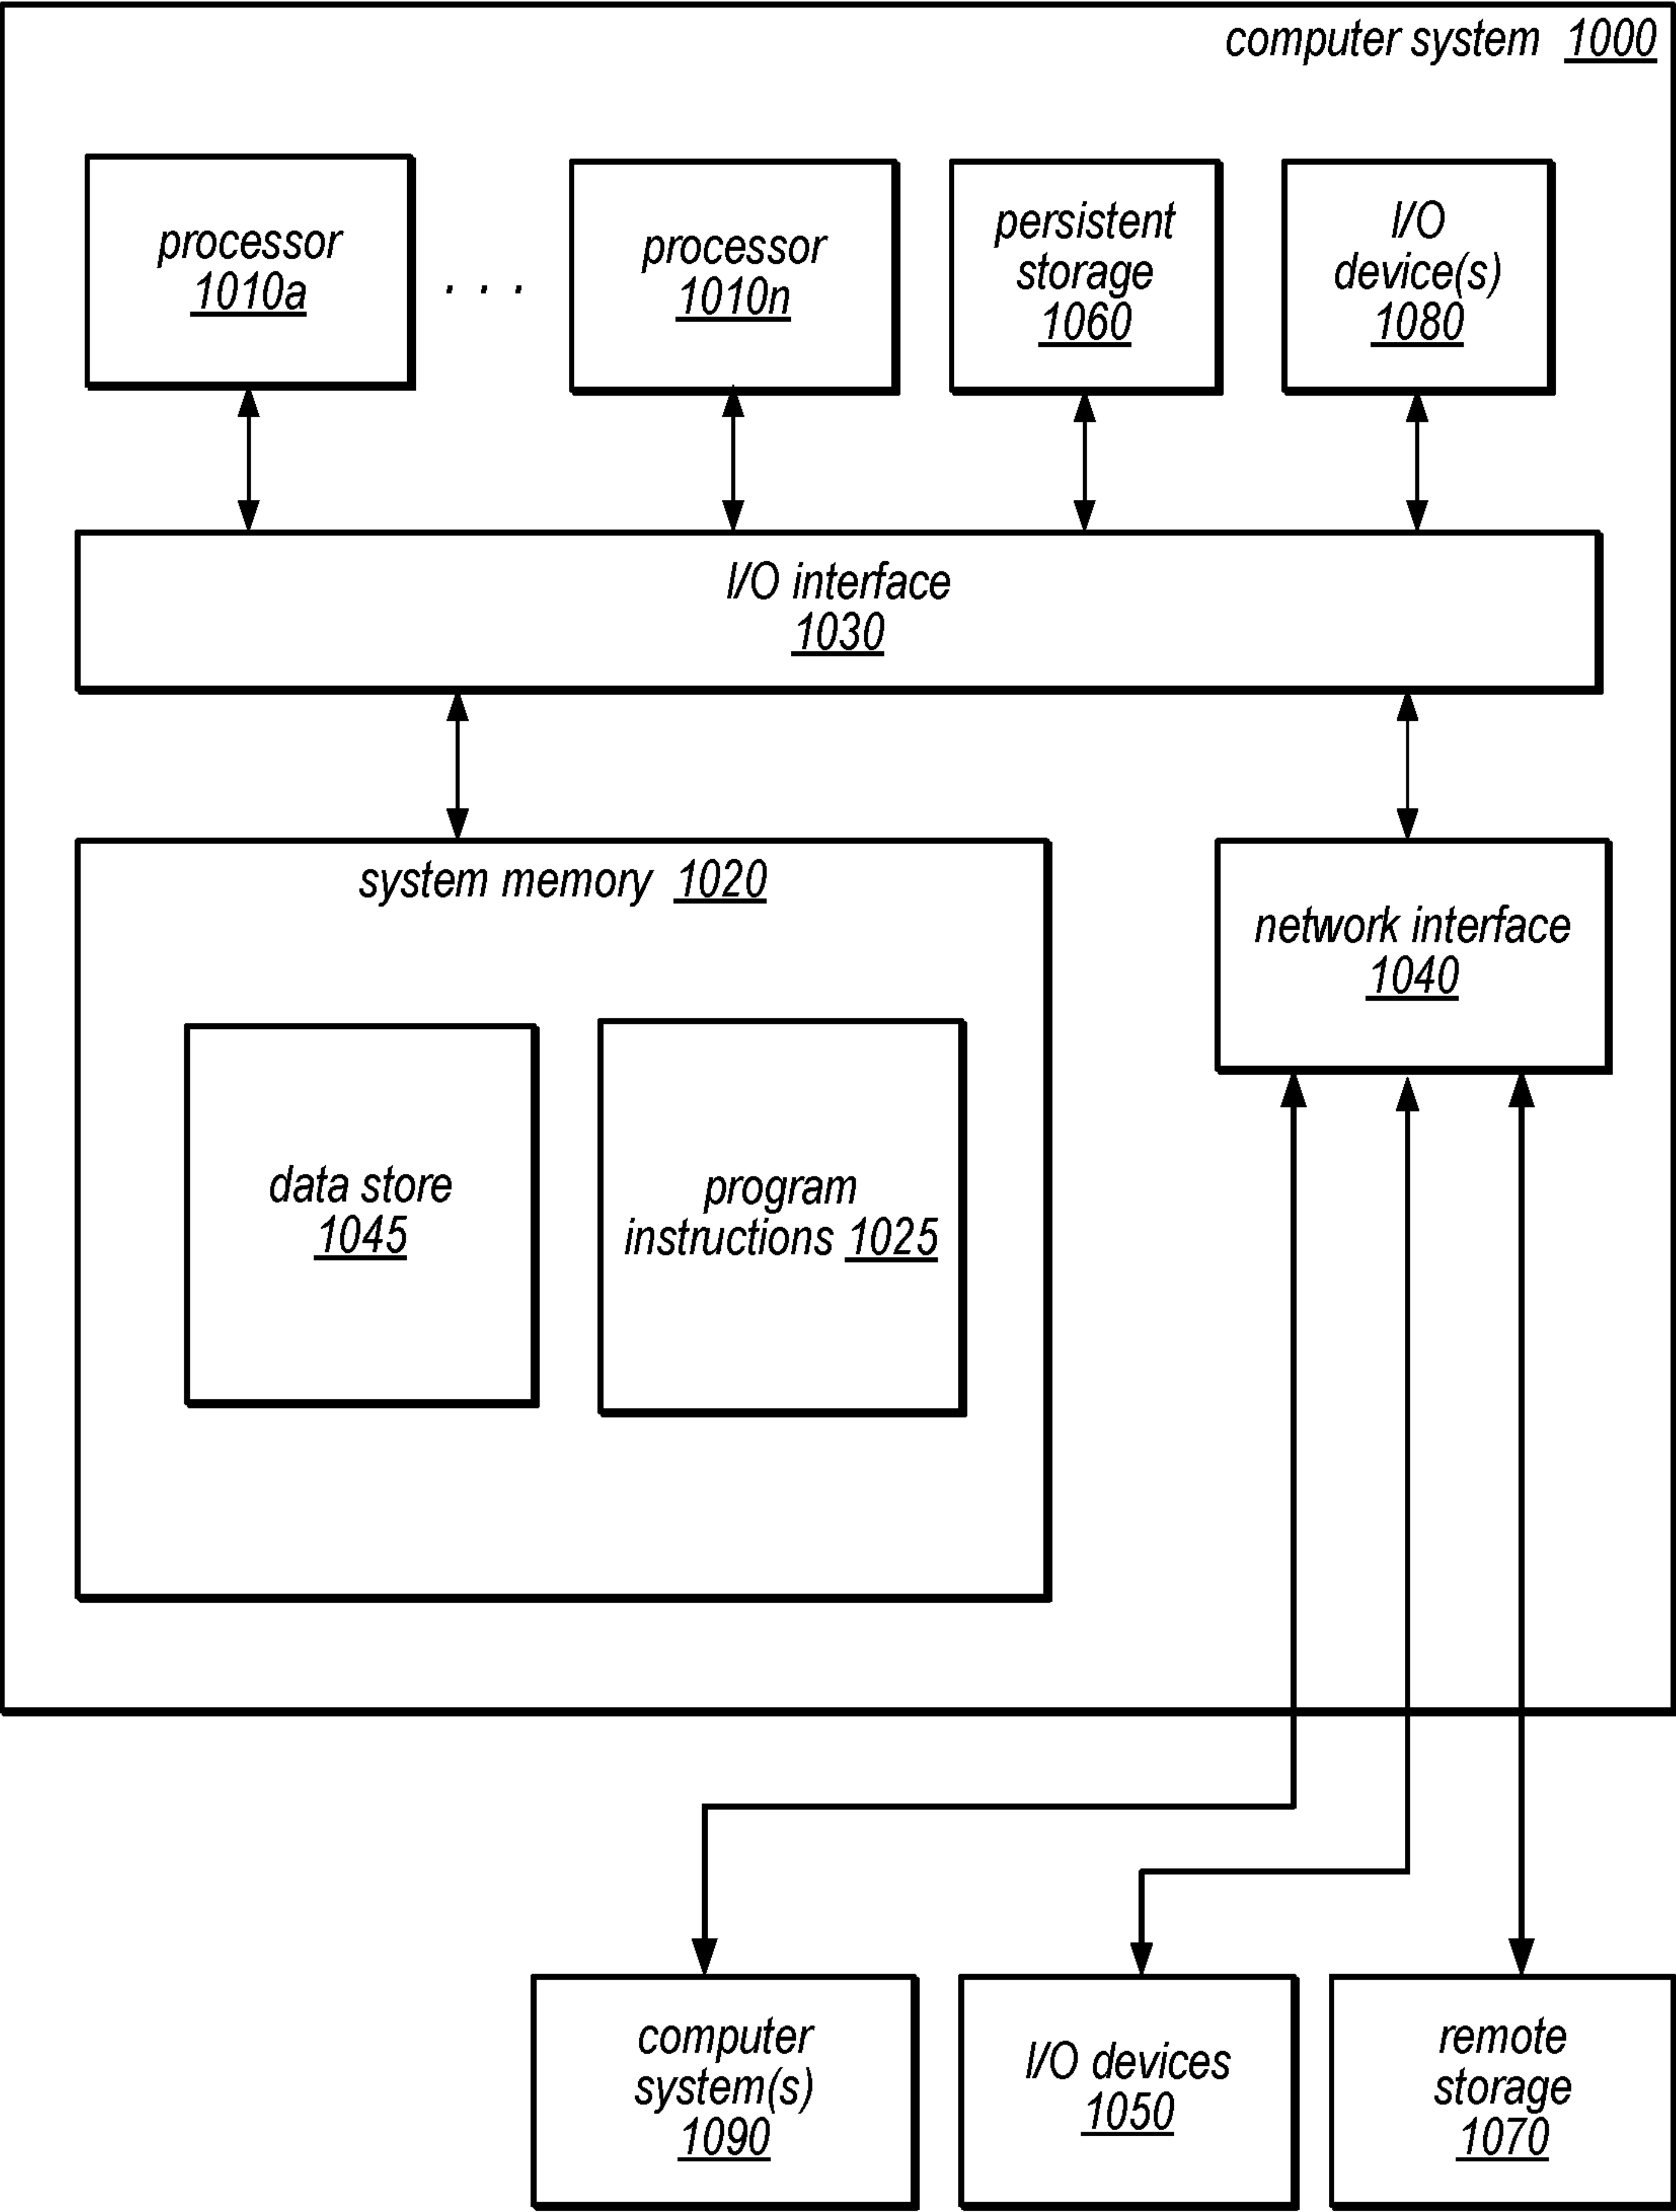 computer system 1000
processor
1010a
. . .
processor
1010n
persistent
storage
1060
I/O
device(s)
1080
I/O interface
1030
system memory 1020
network interface
1040
data store
1045
program
instructions 1025
computer
system(s)
1090
I/O devices
1050
remote
storage
1070